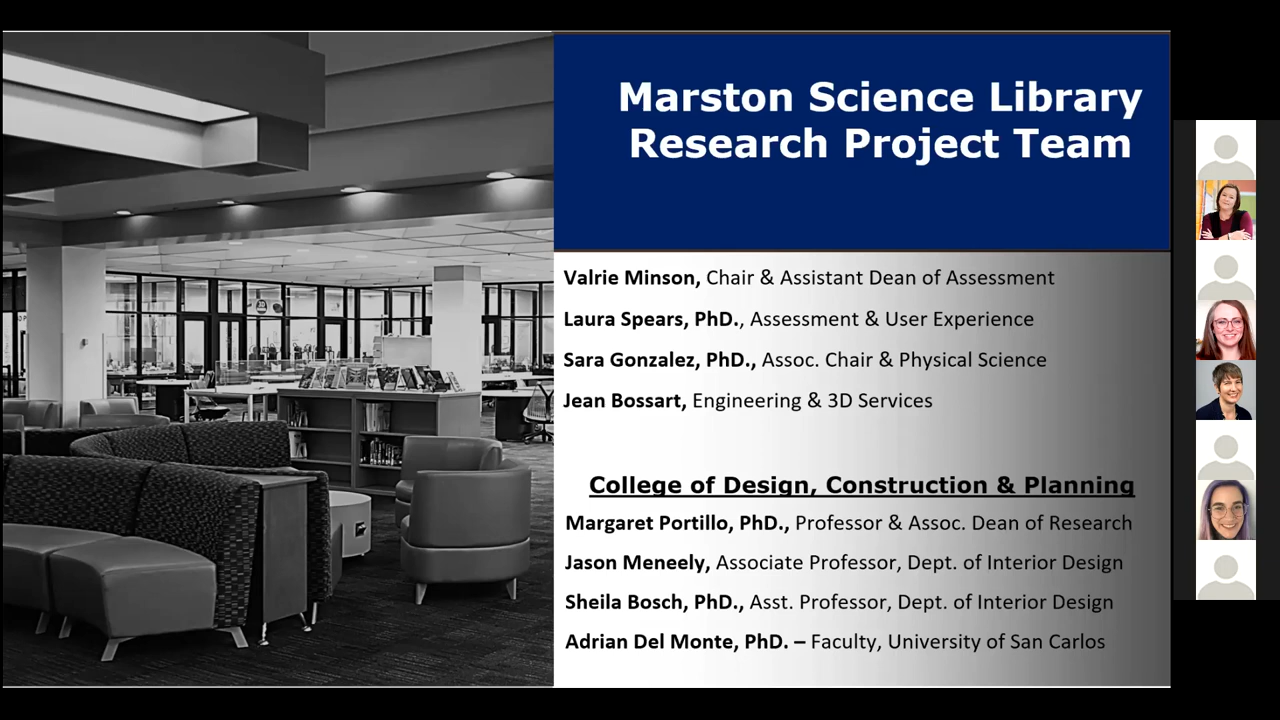 Marston Science Library
Research Project Team
Valrie Minson, Chair & Assistant Dean of Assessment
Laura Spears, PhD., Assessment & User Experience
Sara Gonzalez, PhD., Assoc. Chair & Physical Science
Jean Bossart, Engineering & 3D Services
College of Design, Construction & Planning
Margaret Portillo, PhD., Professor & Assoc. Dean of Research
Jason Meneely, Associate Professor, Dept. of Interior Design
Sheila Bosch, PhD., Asst. Professor, Dept. of Interior Design
Adrian Del Monte, PhD. – Faculty, University of San Carlos